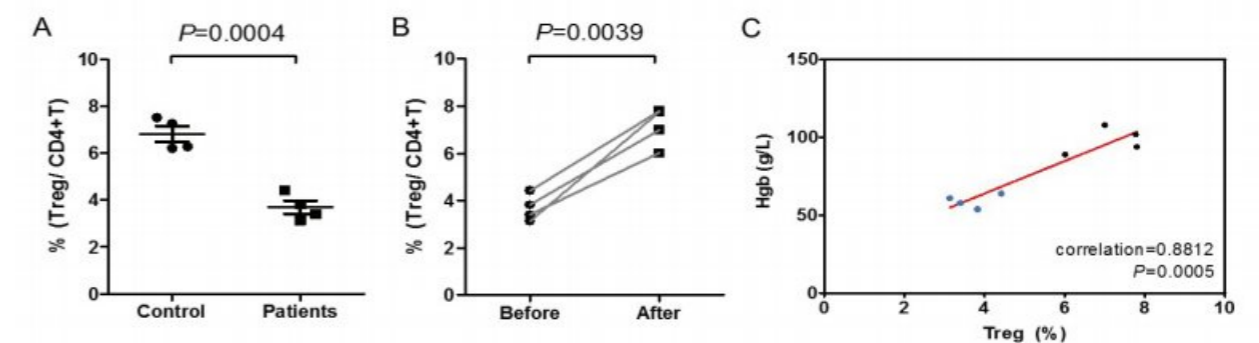 A
P=0.0004
% (Treg/ CD4+T)
10
8
6
4
2
0
Control
Patients
B
P=0.0039
% (Treg/ CD4+T)
10
8
6
4
2
0
Before
After
C
Hgb (g/L)
150
100
50
0
correlation=0.8812
P=0.0005
0 2 4 6 8 10
Treg (%)